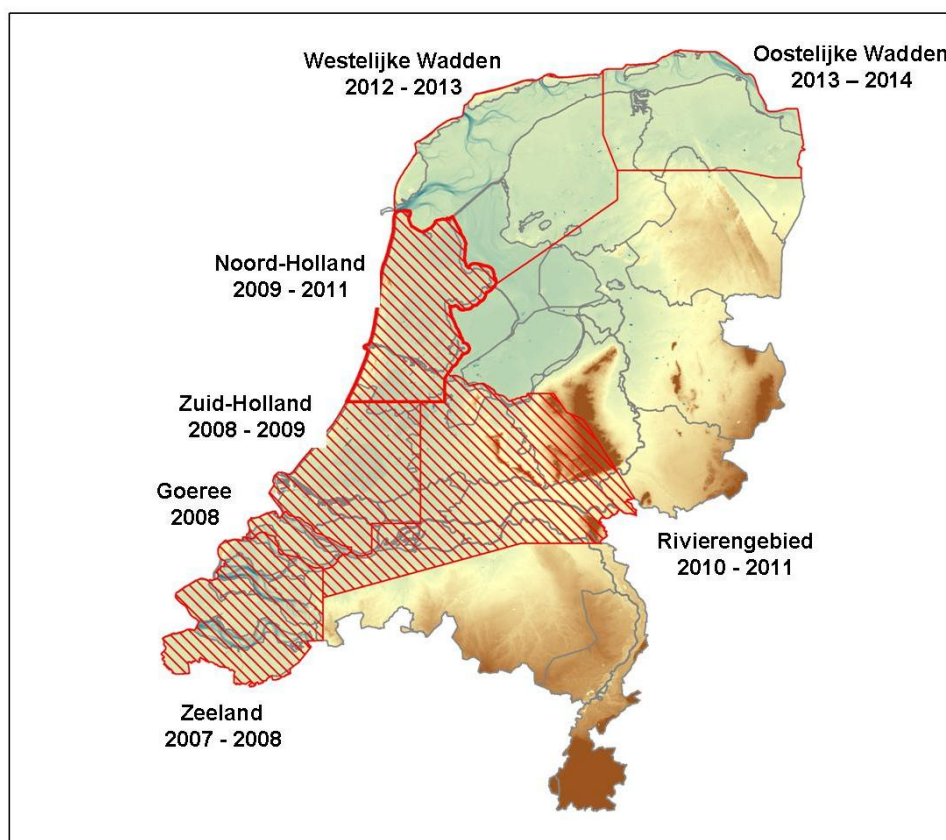 Westelijke Wadden
2012 - 2013
Oostelijke Wadden
2013 – 2014
Noord-Holland
2009 - 2011
Zuid-Holland
2008 - 2009
Goeree
2008
Rivierengebied
2010 - 2011
Zeeland
2007 - 2008